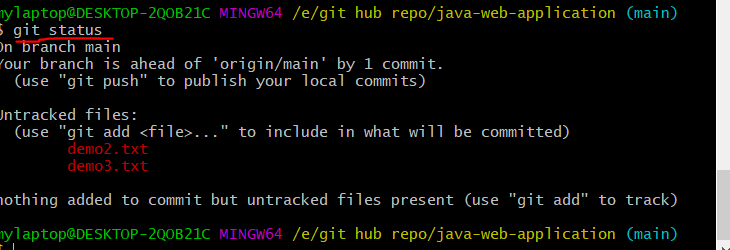 mylaptop@DESKTOP-2QOB21C MINGW64 /e/git hub repo/java-web-application (main)
$ git status
On branch main
Your branch is ahead of 'origin/main' by 1 commit.
(use "git push" to publish your local commits)
Untracked files:
(use "git add <file>..." to include in what will be committed)
demo2.txt
demo3.txt
nothing added to commit but untracked files present (use "git add" to track)
mylaptop@DESKTOP-2QOB21C MINGW64 /e/git hub repo/java-web-application (main)
$